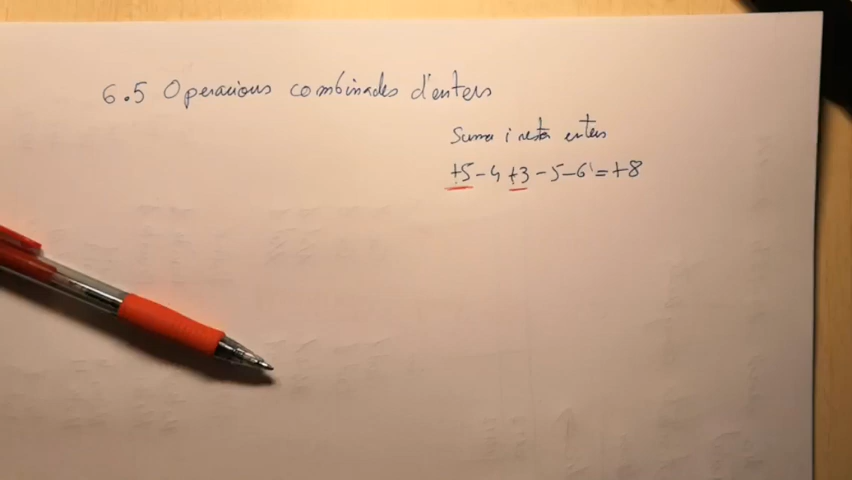 6.5 Operacions combinades d'enters
Suma i resta enters
+5-4+3-5-6=+8